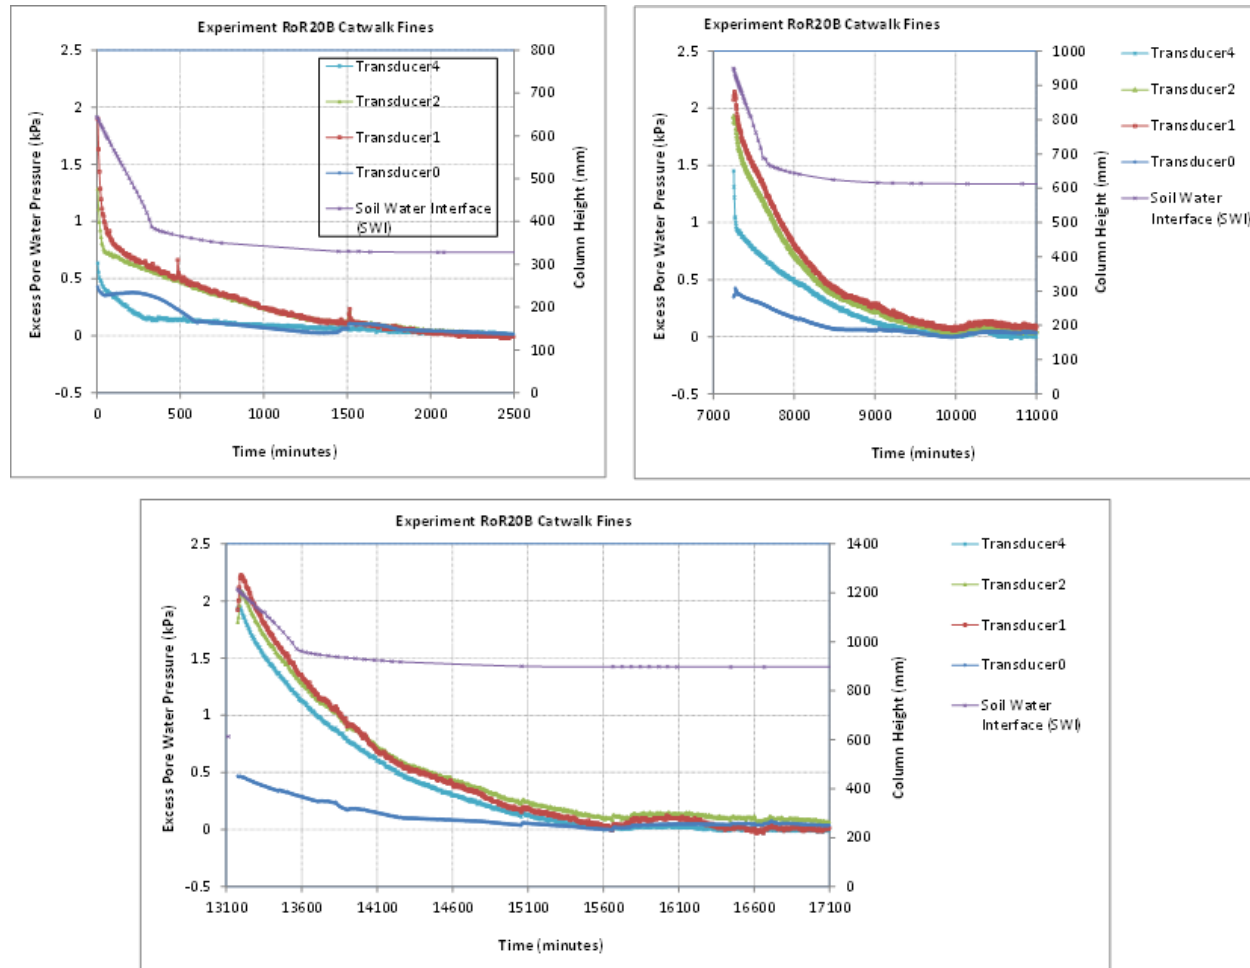 Experiment RoR20B Catwalk Fines
2.5
2
1.5
1
0.5
0
-0.5
Excess Pore Water Pressure (kPa)
800
700
600
500
400
300
200
100
0
Column Height (mm)
Transducer4
Transducer2
Transducer1
Transducer0
Soil Water Interface
(SWI)
0 500 1000 1500 2000 2500
Time (minutes)
Experiment RoR20B Catwalk Fines
2.5
2
1.5
1
0.5
0
-0.5
Excess Pore Water Pressure (kPa)
1000
900
800
700
600
500
400
300
200
100
0
Column Height (mm)
Transducer4
Transducer2
Transducer1
Transducer0
Soil Water
Interface (SWI)
7000 8000 9000 10000 11000
Time (minutes)
Experiment RoR20B Catwalk Fines
2.5
2
1.5
1
0.5
0
-0.5
Excess Pore Water Pressure (kPa)
1400
1200
1000
800
600
400
200
0
Column Height (mm)
Transducer4
Transducer2
Transducer1
Transducer0
Soil Water
Interface (SWI)
13100 13600 14100 14600 15100 15600 16100 16600 17100
Time (minutes)